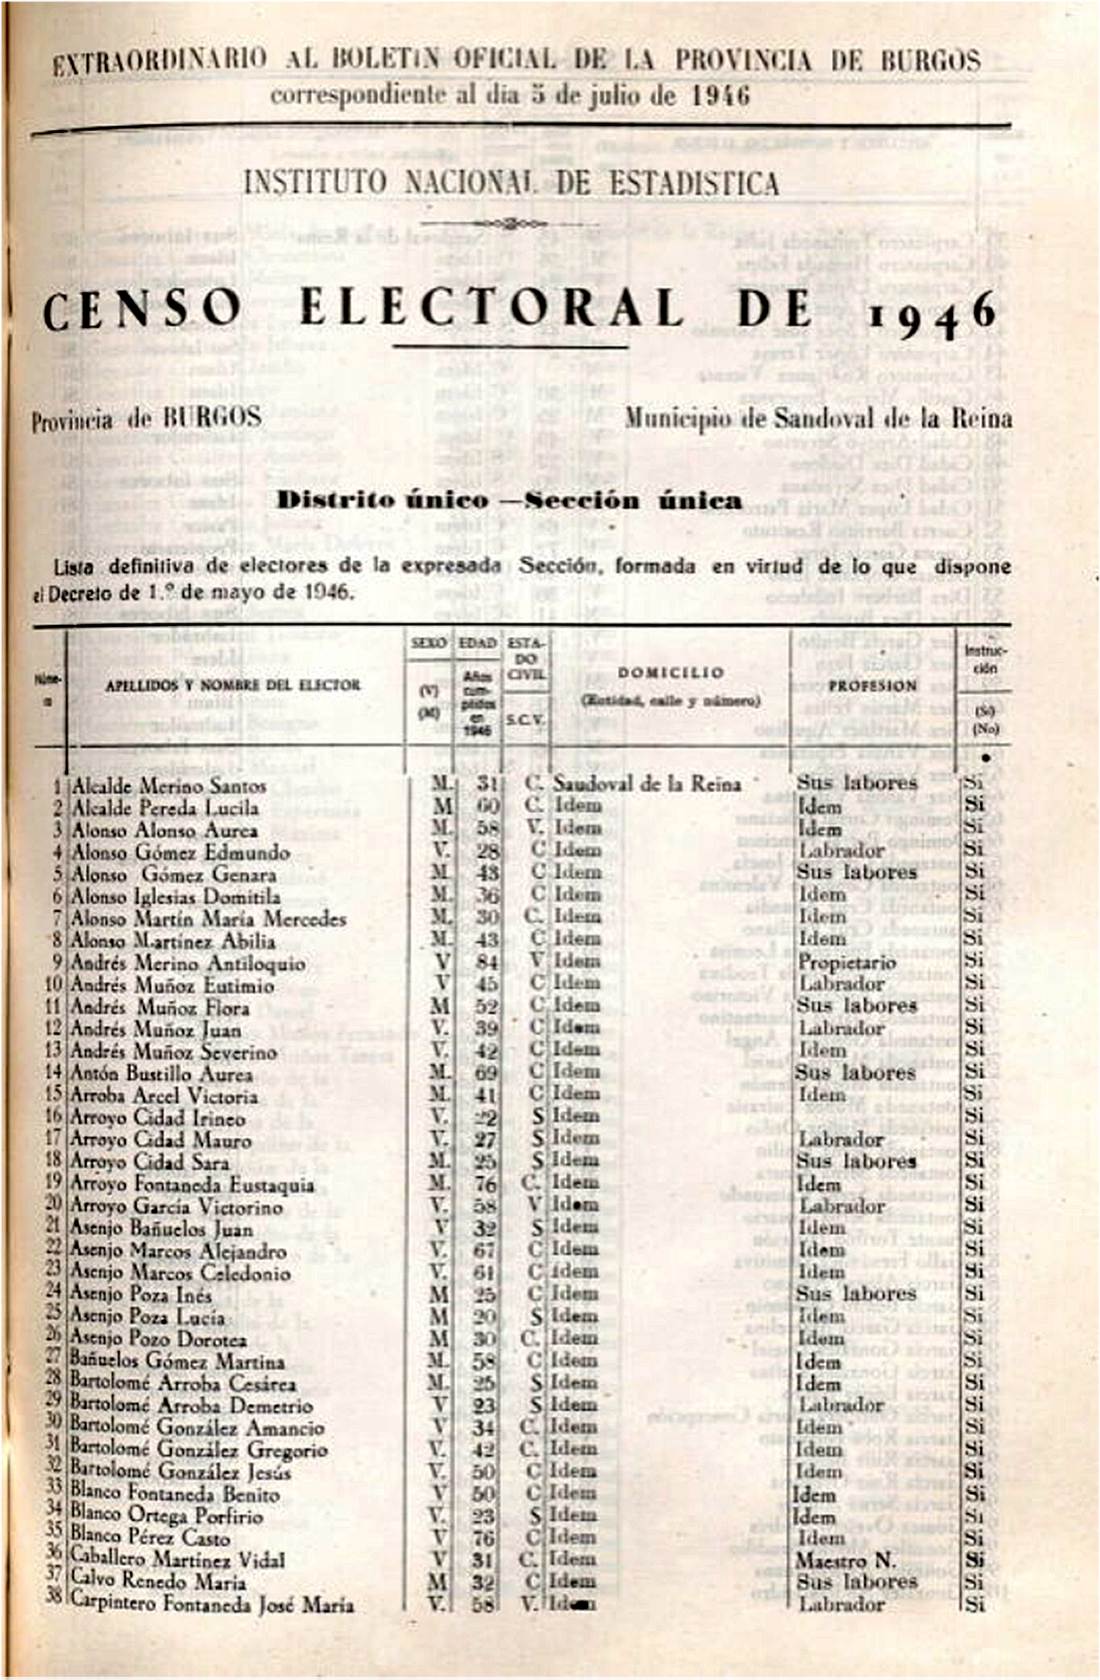 EXTRAORDINARIO AL BOLETIN OFICIAL DE LA PROVINCIA DE BURGOS
correspondiente al dia 5 de julio de 1946
INSTITUTO NACIONAL DE ESTADISTICA
CENSO ELECTORAL DE 1946
Provincia de BURGOS Municipio de Sandoval de la Reina
Distrito único —Sección única
Lista definitiva de electores de la expresada Sección, formada en virtud de lo que dispone
el Decreto de 1.º de mayo de 1946.
Núme-
ro
APELLIDOS Y NOMBRE DEL ELECTOR
SEXO
(V)
(M)
EDAD
Años
cum-
plidos
en
1946
ESTA-
DO
CIVIL
S.C.V.
DOMICILIO
(Entidad, calle y número)
PROFESION
Instruc-
ción
(Sí)
(No)
1 Alcalde Merino Santos M. 31 C. Sandoval de la Reina Sus labores Si
2 Alcalde Pereda Lucila M 60 C. Idem Idem Si
3 Alonso Alonso Aurea M. 58 V. Idem Idem Si
4 Alonso Gómez Edmundo V. 28 C Idem Labrador Si
5 Alonso Gómez Genara M. 43 C Idem Sus labores Si
6 Alonso Iglesias Domitila M. 36 C Idem Idem Si
7 Alonso Martín María Mercedes M. 30 C. Idem Idem Si
8 Alonso Martinez Abilia M. 43 C Idem Idem Si
9 Andrés Merino Antiloquio V 84 V Idem Propietario Si
10 Andrés Muñoz Eutimio V 45 C Idem Labrador Si
11 Andrés Muñoz Flora M 52 C Idem Sus labores Si
12 Andrés Muñoz Juan V. 39 C Idem Labrador Si
13 Andrés Muñoz Severino V. 42 C Idem Idem Si
14 Antón Bustillo Aurea M. 69 C Idem Sus labores Si
15 Arroba Arcel Victoria M. 41 C Idem Idem Si
16 Arroyo Cidad Irineo V. 22 S Idem Si
17 Arroyo Cidad Mauro V. 27 S Idem Labrador Si
18 Arroyo Cidad Sara M. 25 S Idem Sus labores Si
19 Arroyo Fontaneda Eustaquia M. 76 C. Idem Idem Si
20 Arroyo García Victorino V. 58 V Idem Labrador Si
21 Asenjo Bañuelos Juan V 32 S Idem Idem Si
22 Asenjo Marcos Alejandro V. 67 C Idem Idem Si
23 Asenjo Marcos Celedonio V. 61 C Idem Idem Si
24 Asenjo Poza Inés M 25 C Idem Sus labores Si
25 Asenjo Poza Lucía M 20 S Idem Idem Si
26 Asenjo Pozo Dorotea M 30 C. Idem Idem Si
27 Bañuelos Gómez Martina M. 58 C Idem Idem Si
28 Bartolomé Arroba Cesárea M. 25 S Idem Idem Si
29 Bartolomé Arroba Demetrio V 23 S Idem Labrador Si
30 Bartolomé González Amancio V 34 C. Idem Idem Si
31 Bartolomé González Gregorio V. 42 C. Idem Idem Si
32 Bartolomé González Jesús V. 50 C Idem Idem Si
33 Blanco Fontaneda Benito V 50 C Idem Idem Si
34 Blanco Ortega Porfirio V. 23 S Idem Idem Si
35 Blanco Pérez Casto V 76 C Idem Idem Si
36 Caballero Martínez Vidal V 31 C. Idem Maestro N. Si
37 Calvo Renedo Maria M 32 C Idem Sus labores Si
38 Carpintero Fontaneda José María V. 58 V. Idem Labrador Si